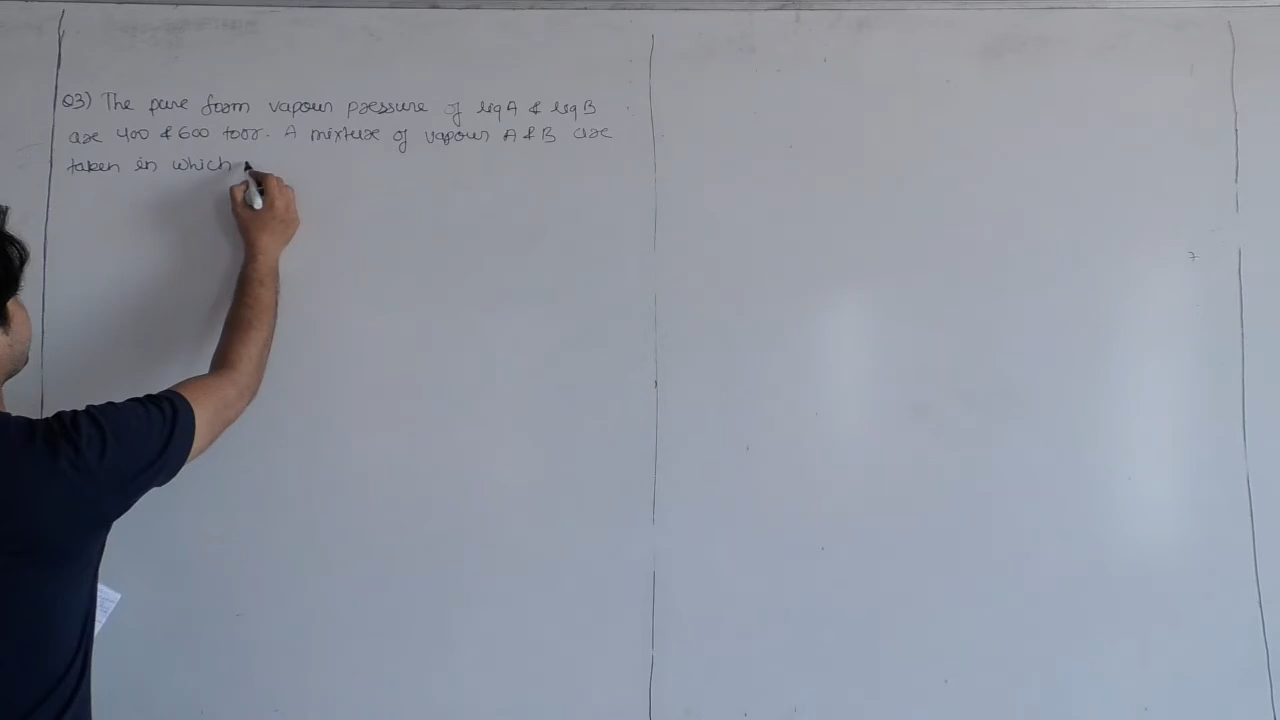 Q3) The pure form vapour pressure of liq A & liq B
are 400 & 600 torr. A mixture of vapour A & B are
taken in which